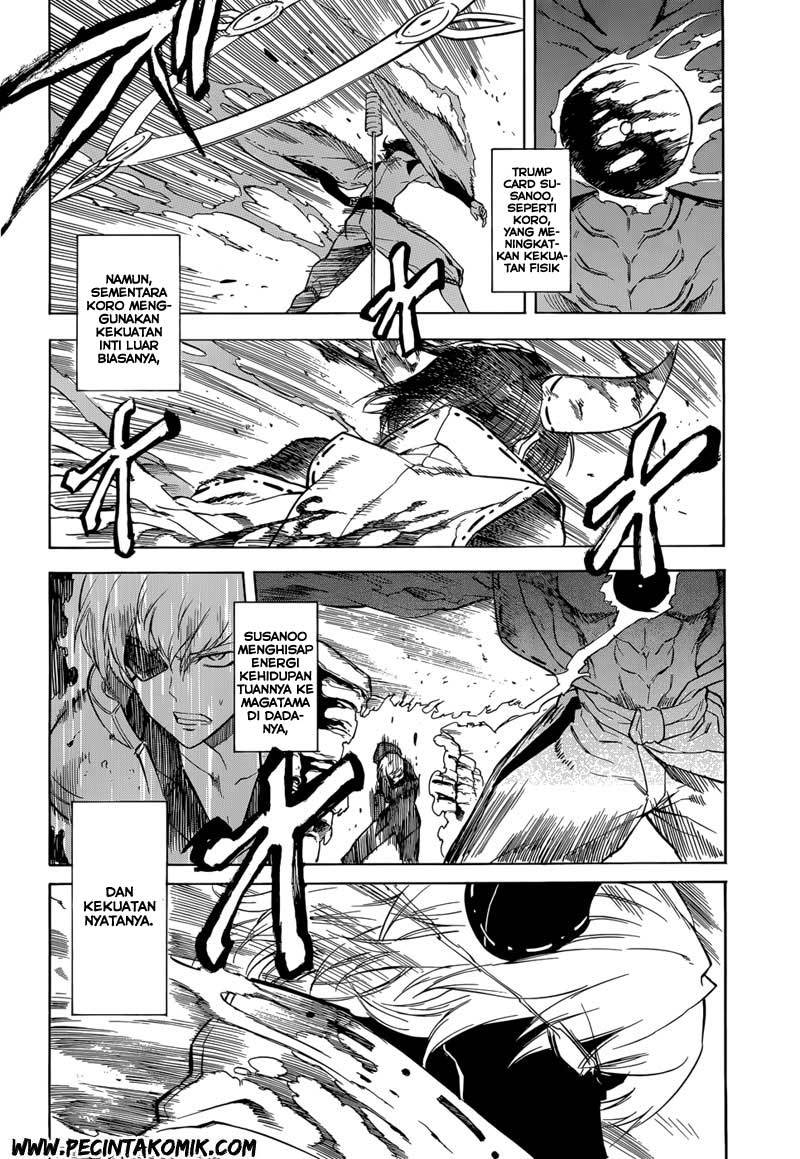 TRUMP
CARD SU-
SANOO,
SEPERTI
KORO,
YANG ME-
NINGKAT-
KAN KEKUA-
TAN FISIK
NAMUN,
SEMENTARA
KORO MENG-
GUNAKAN
KEKUATAN
INTI LUAR
BIASANYA,
SUSANOO
MENGHISAP
ENERGI
KEHIDUPAN
TUANNYA KE
MAGATAMA
DI DADA-
NYA,
DAN
KEKUATAN
NYATANYA.
WWW.PECINTAKOMIK.COM